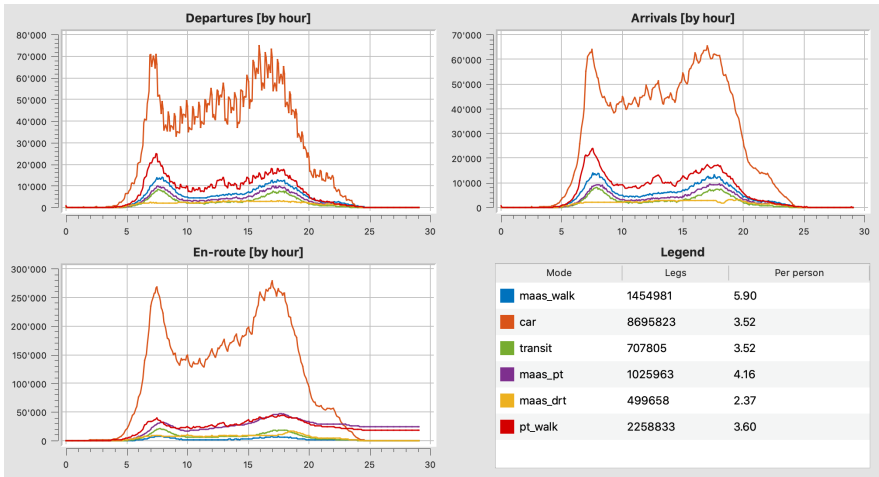 Departures [by hour]
80'000
70'000
60'000
50'000
40'000
30'000
20'000
10'000
0
0 5 10 15 20 25 30
Arrivals [by hour]
70'000
60'000
50'000
40'000
30'000
20'000
10'000
0
0 5 10 15 20 25 30
En-route [by hour]
300'000
250'000
200'000
150'000
100'000
50'000
0
0 5 10 15 20 25 30
Legend
Mode Legs Per person
maas_walk 1454981 5.90
car 8695823 3.52
transit 707805 3.52
maas_pt 1025963 4.16
maas_drt 499658 2.37
pt_walk 2258833 3.60